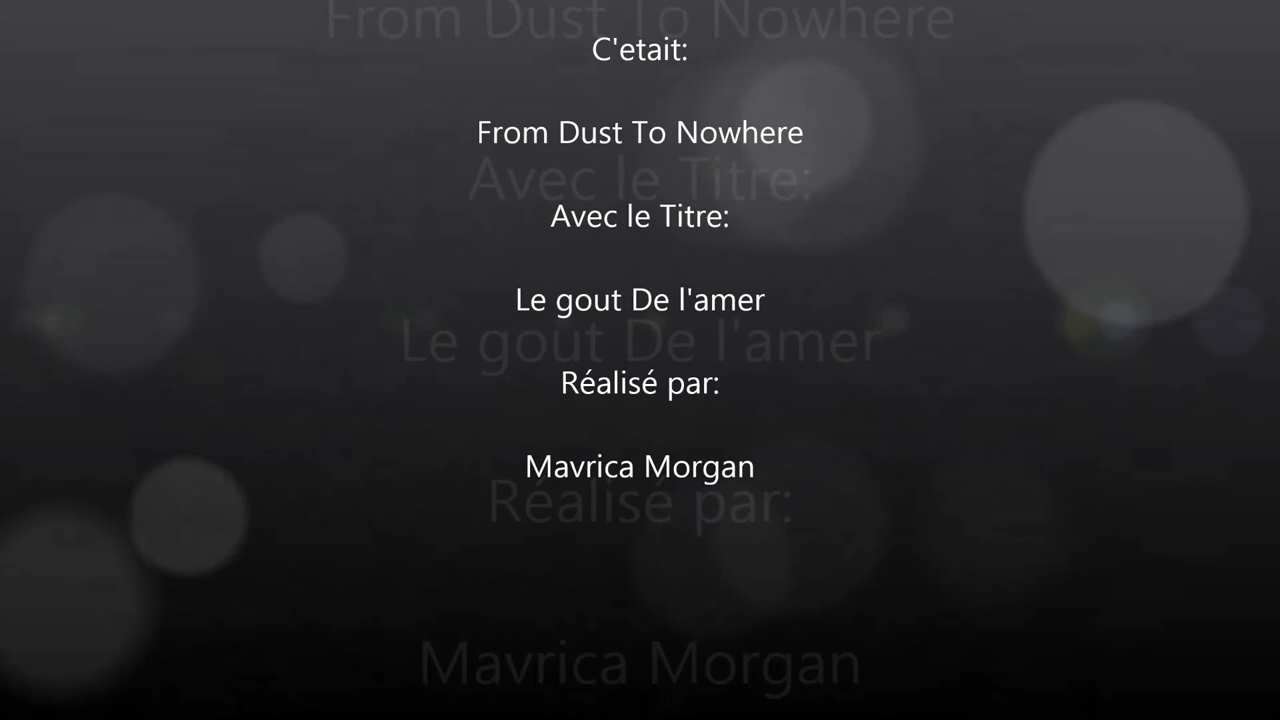 From Dust To Nowhere
C'etait:
From Dust To Nowhere
Avec le Titre:
Avec le Titre:
Le gout De l'amer
Le gout De l'amer
Réalisé par:
Mavrica Morgan
Réalisé par:
Mavrica Morgan